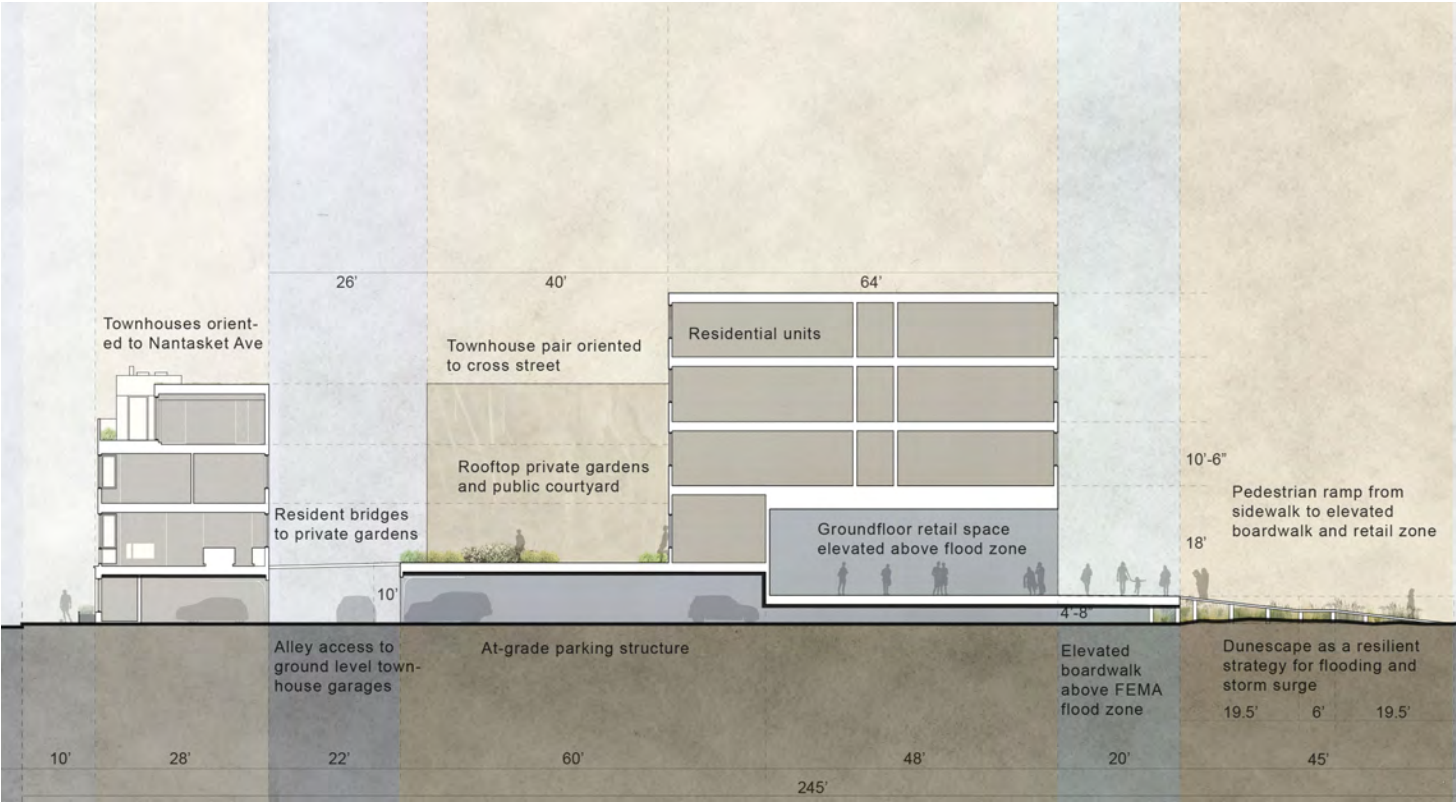 26'
40'
64'
Townhouses orient-
ed to Nantasket Ave
Townhouse pair oriented
to cross street
Residential units
Rooftop private gardens
and public courtyard
Resident bridges
to private gardens
Groundfloor retail space
elevated above flood zone
10'-6"
Pedestrian ramp from
sidewalk to elevated
boardwalk and retail zone
18'
10'
4'-8"
Alley access to
ground level town-
house garages
At-grade parking structure
Elevated
boardwalk
above FEMA
flood zone
Dunescape as a resilient
strategy for flooding and
storm surge
19.5'
6'
19.5'
10'
28'
22'
60'
48'
20'
45'
245'